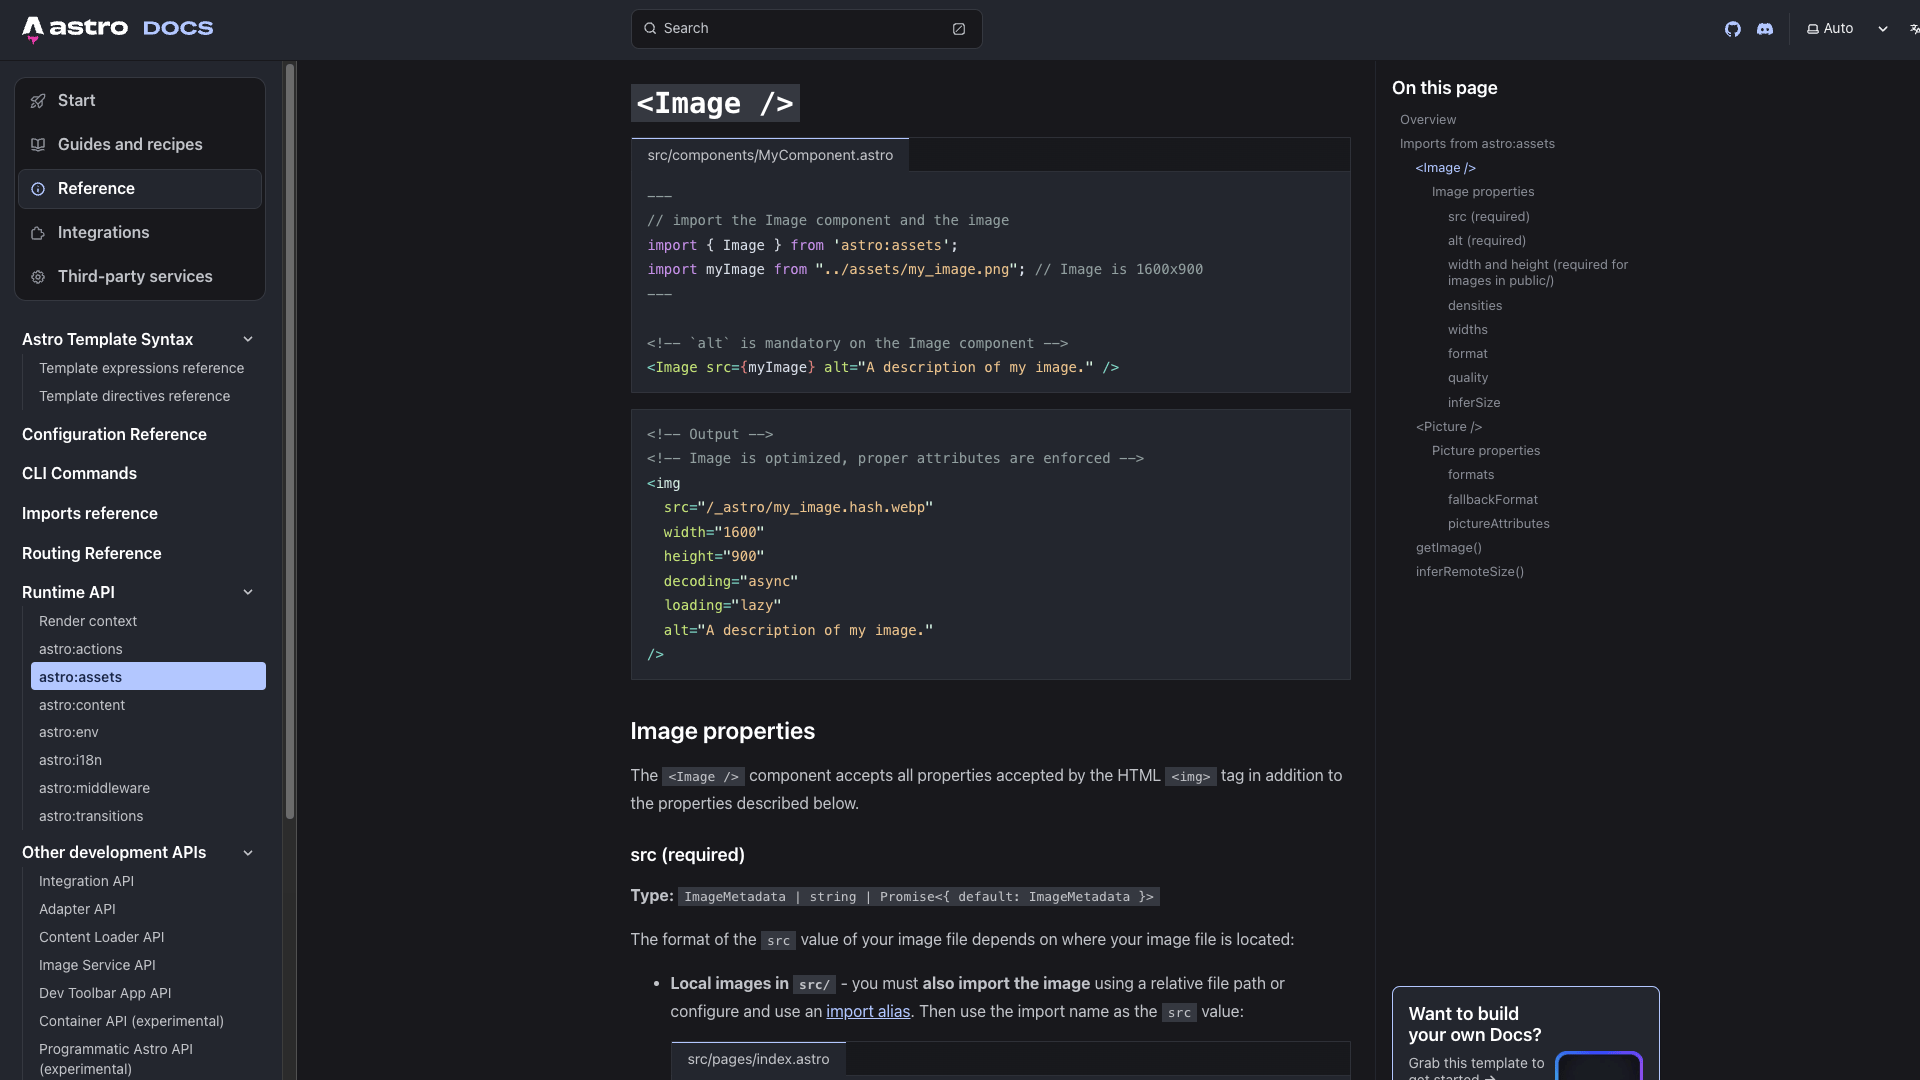 astro DOCS
Search
Auto
Start
Guides and recipes
Reference
Integrations
Third-party services
Astro Template Syntax
Template expressions reference
Template directives reference
Configuration Reference
CLI Commands
Imports reference
Routing Reference
Runtime API
Render context
astro:actions
astro:assets
astro:content
astro:env
astro:i18n
astro:middleware
astro:transitions
Other development APIs
Integration API
Adapter API
Content Loader API
Image Service API
Dev Toolbar App API
Container API (experimental)
Programmatic Astro API
(experimental)
<Image />
src/components/MyComponent.astro
---
// import the Image component and the image
import { Image } from 'astro:assets';
import myImage from "../assets/my_image.png"; // Image is 1600x900
---
<!-- `alt` is mandatory on the Image component -->
<Image src={myImage} alt="A description of my image." />
<!-- Output -->
<!-- Image is optimized, proper attributes are enforced -->
<img
src="/_astro/my_image.hash.webp"
width="1600"
height="900"
decoding="async"
loading="lazy"
alt="A description of my image."
/>
Image properties
The <Image /> component accepts all properties accepted by the HTML <img> tag in addition to
the properties described below.
src (required)
Type: ImageMetadata | string | Promise<{ default: ImageMetadata }>
The format of the src value of your image file depends on where your image file is located:
• Local images in src/ - you must also import the image using a relative file path or
configure and use an import alias. Then use the import name as the src value:
src/pages/index.astro
On this page
Overview
Imports from astro:assets
<Image />
Image properties
src (required)
alt (required)
width and height (required for
images in public/)
densities
widths
format
quality
inferSize
<Picture />
Picture properties
formats
fallbackFormat
pictureAttributes
getImage()
inferRemoteSize()
Want to build
your own Docs?
Grab this template to
get started →